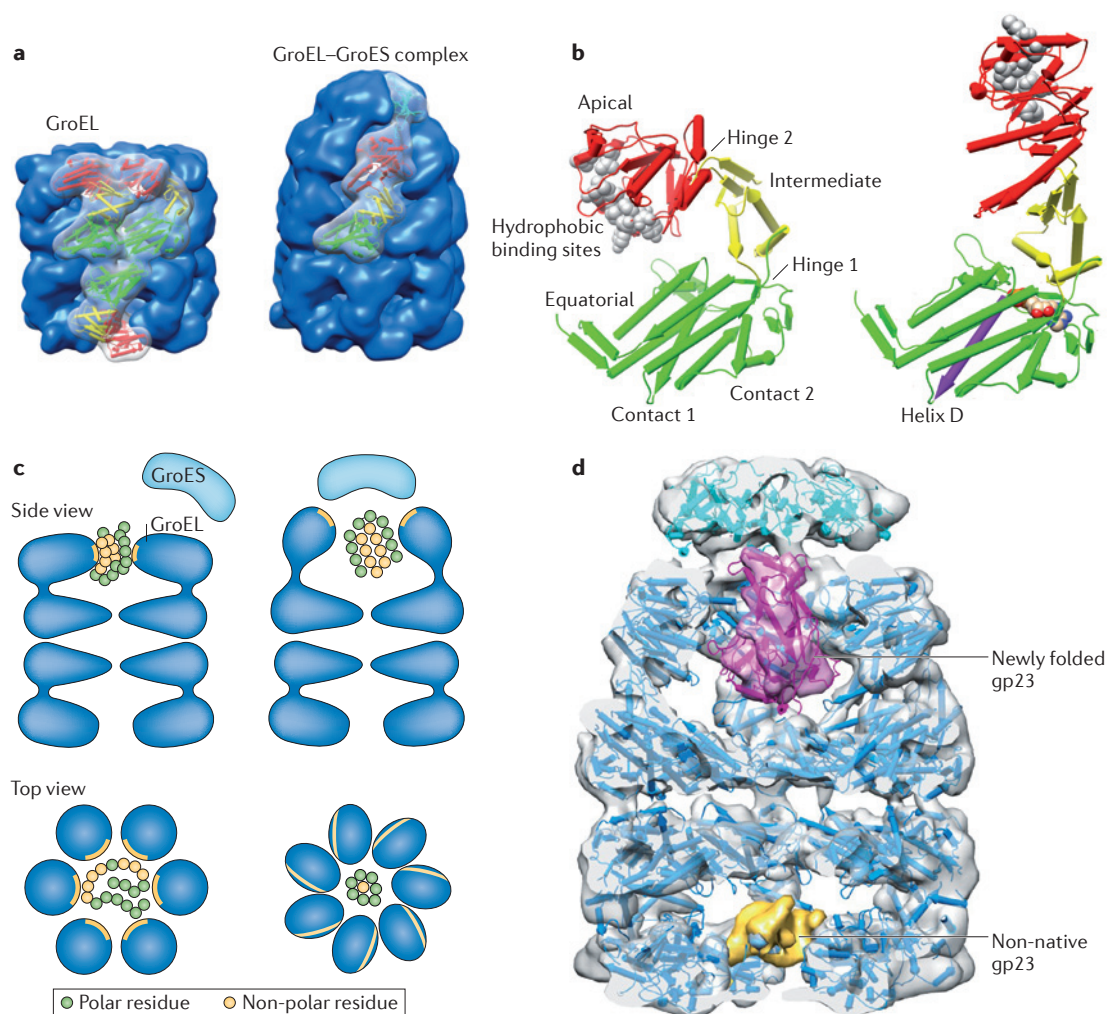 a
GroEL
GroEL–GroES complex
b
Apical
Hinge 2
Intermediate
Hydrophobic
binding sites
Hinge 1
Equatorial
Contact 2
Contact 1
Helix D
c
GroES
Side view
GroEL
Top view
Polar residue
Non-polar residue
d
Newly folded
gp23
Non-native
gp23